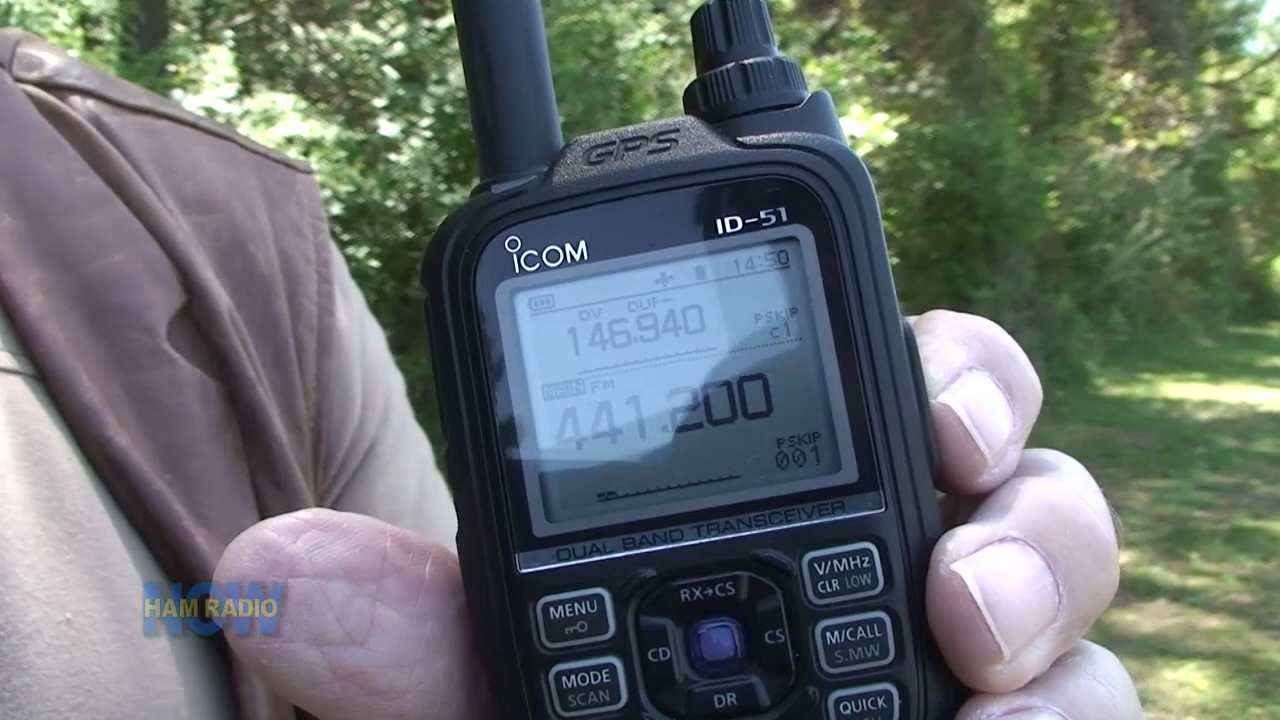 GPS
ICOM
ID-51
14:50
DV DUP-
146.940
PSKIP
c1
MAIN FM
441.200
PSKIP
001
DUAL BAND TRANSCEIVER
MENU
RX→CS
V/MHz
CLR LOW
CD
CS
M/CALL
S.MW
MODE
SCAN
DR
QUICK
HAM RADIO
NOW